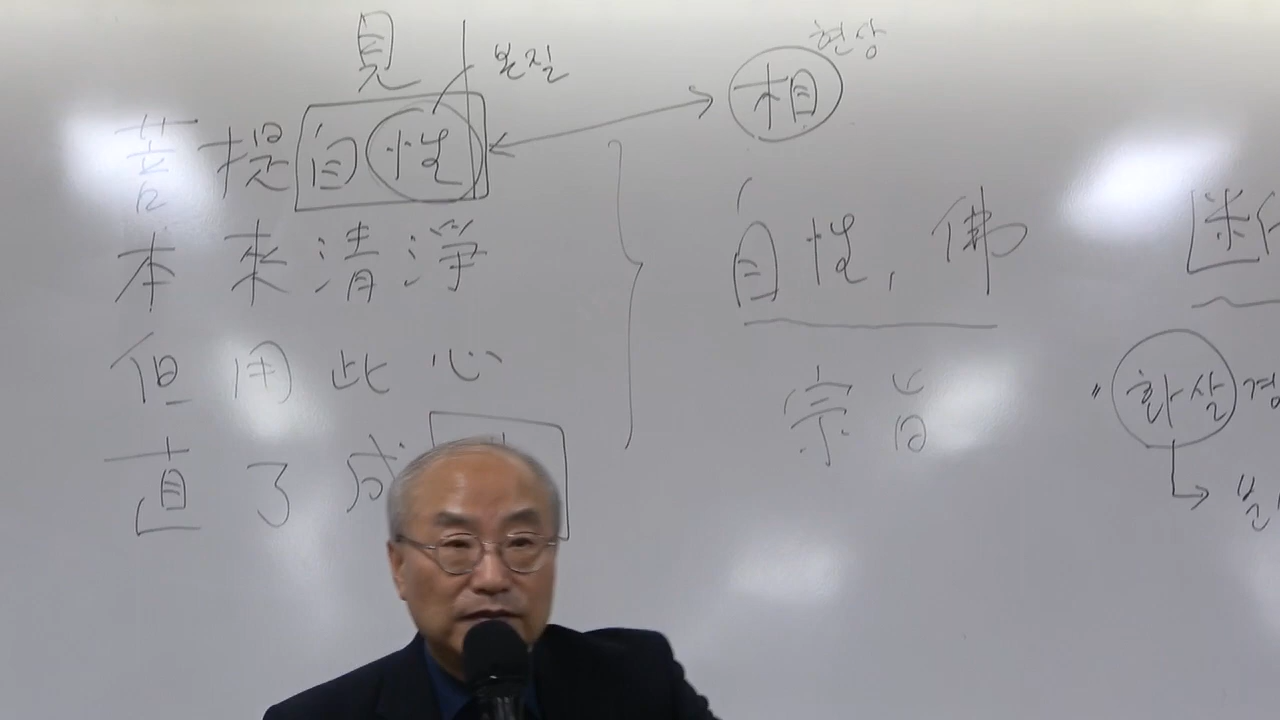 見
본질
菩提自性
本來清淨
但用此心
直了成
현상
相
自性, 佛
宗旨
"화살경